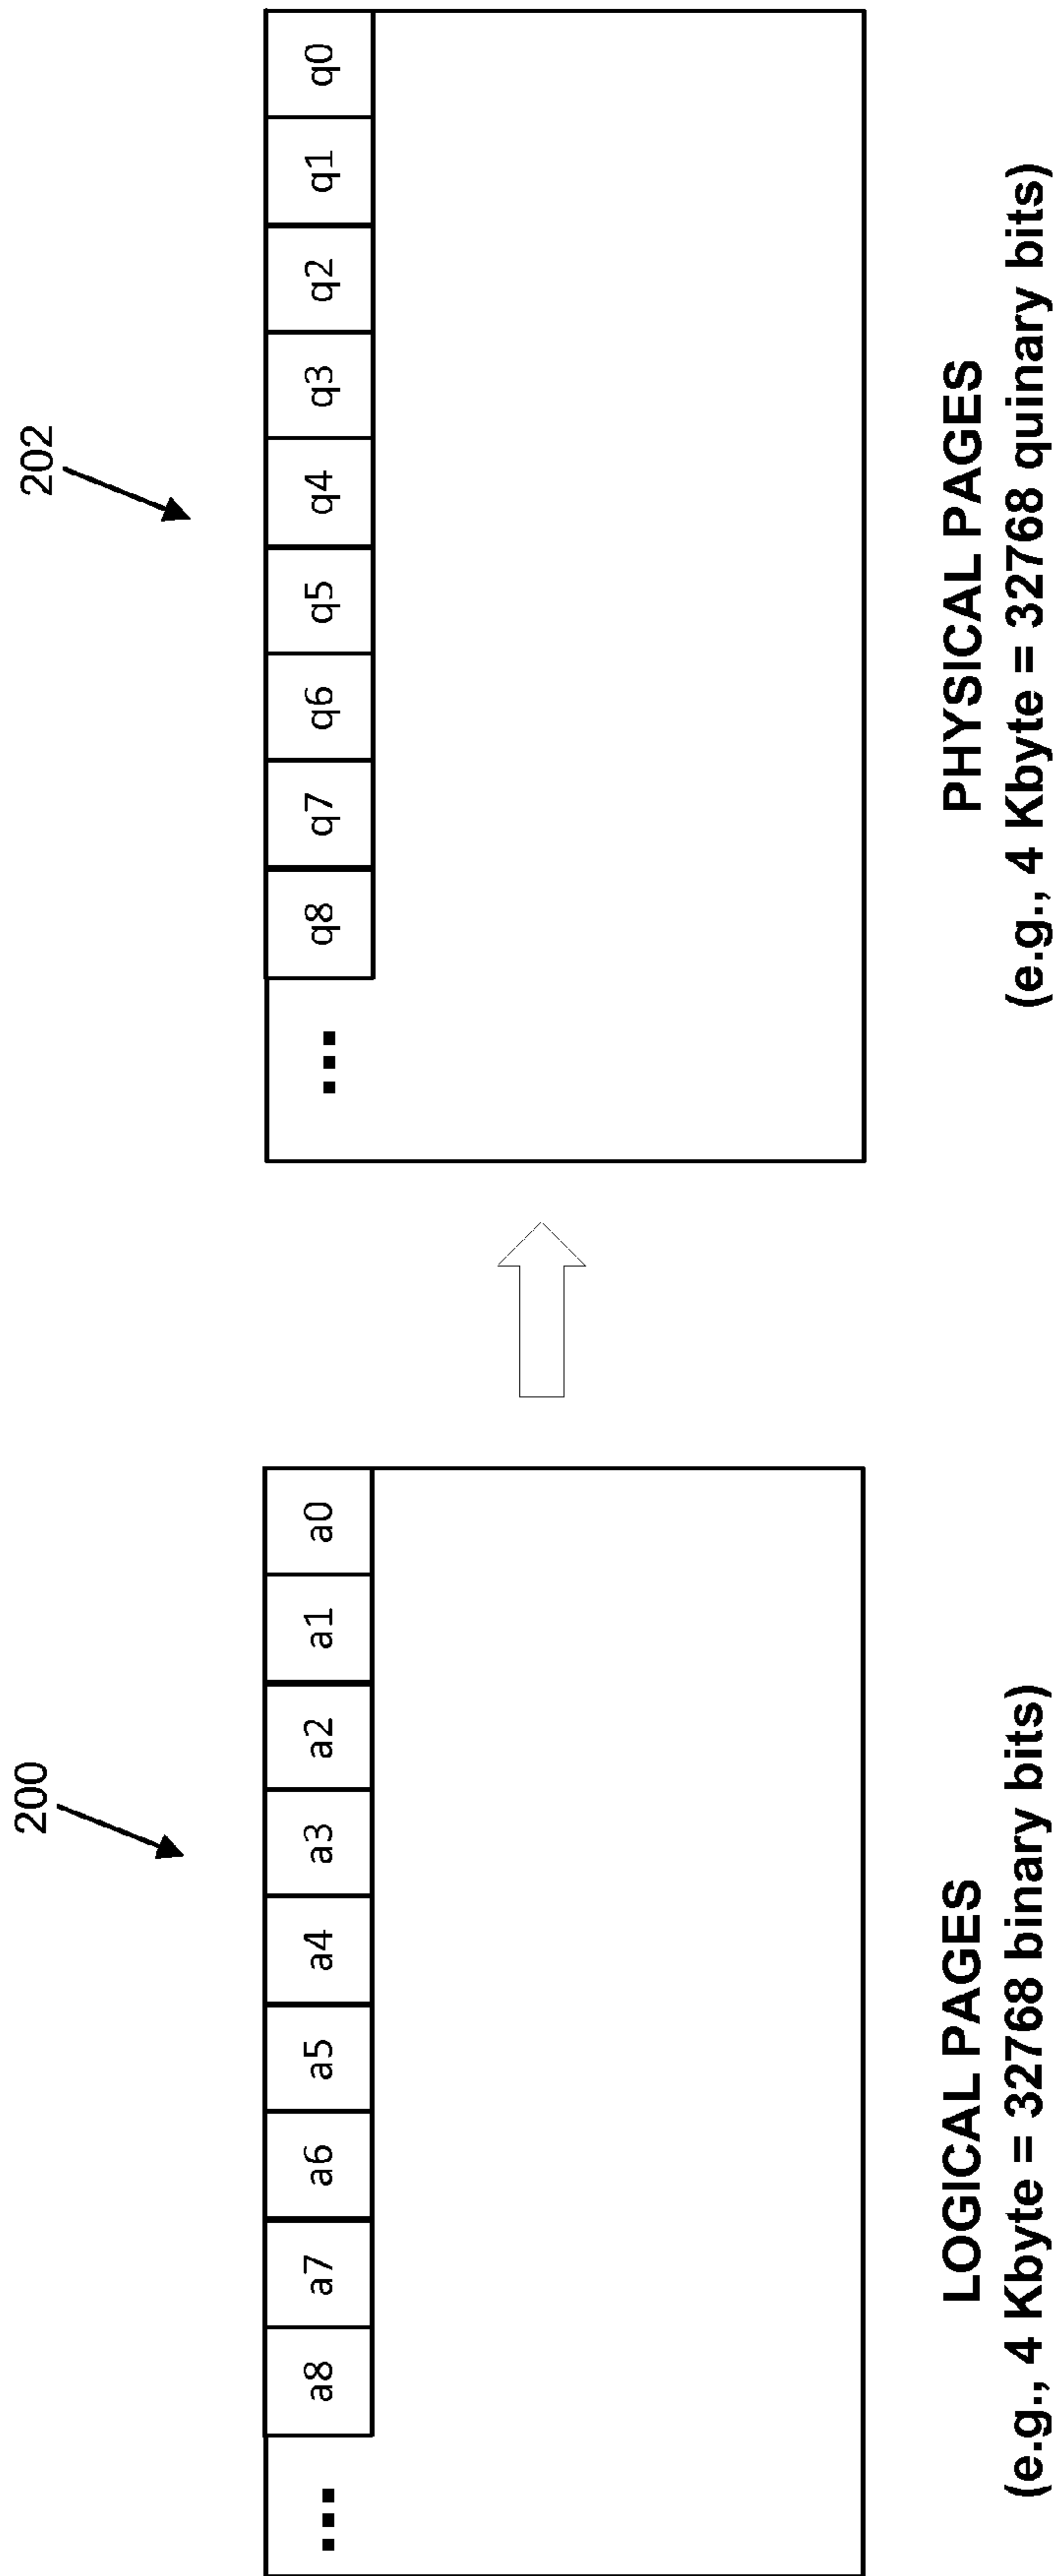 200
... a8 a7 a6 a5 a4 a3 a2 a1 a0
LOGICAL PAGES
(e.g., 4 Kbyte = 32768 binary bits)
202
... q8 q7 q6 q5 q4 q3 q2 q1 q0
PHYSICAL PAGES
(e.g., 4 Kbyte = 32768 quinary bits)